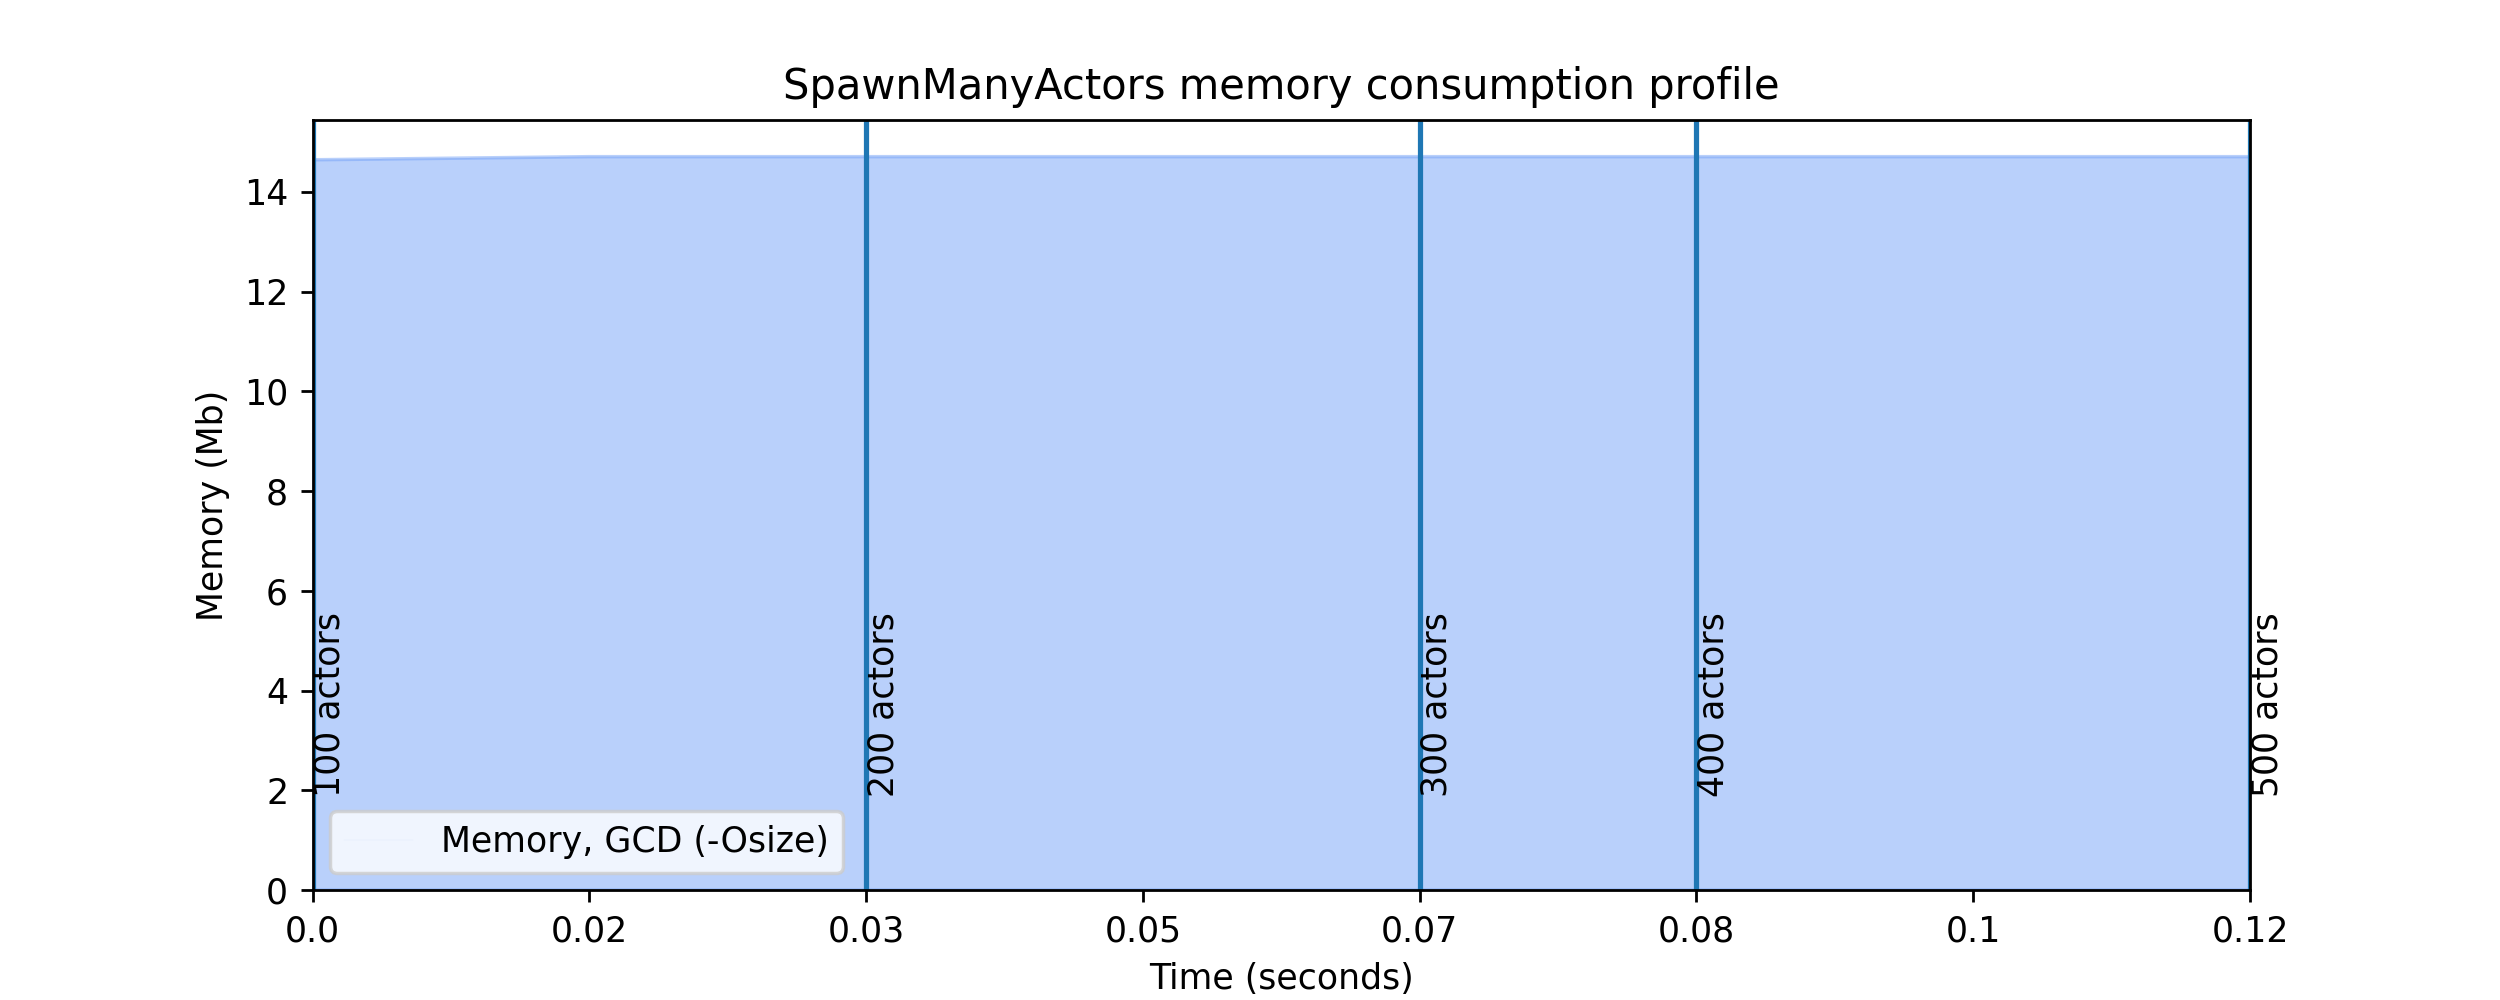 SpawnManyActors memory consumption profile
Memory (Mb)
14
12
10
8
6
4
2
0
100 actors
200 actors
300 actors
400 actors
500 actors
Memory, GCD (-Osize)
0.0 0.02 0.03 0.05 0.07 0.08 0.1 0.12
Time (seconds)